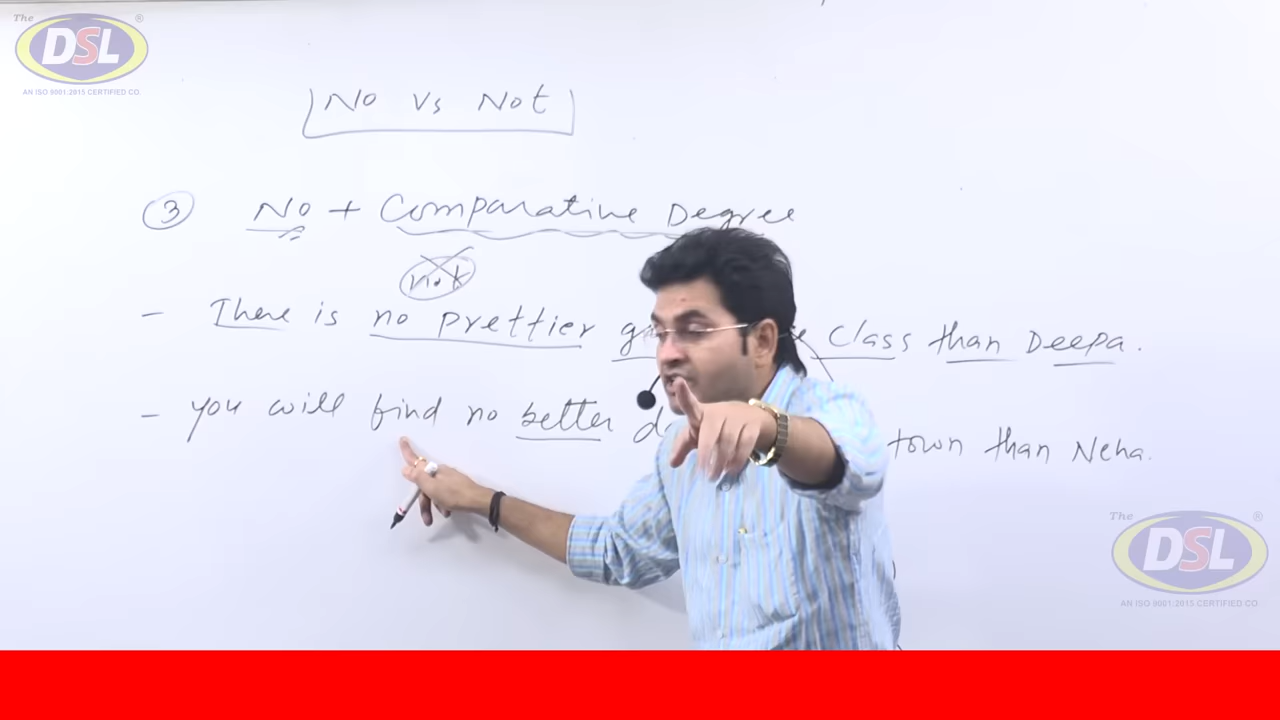 The ®
DSL
AN ISO 9001:2015 CERTIFIED CO.
No Vs Not
③ No + Comparative Degree
not
- There is no prettier class than Deepa.
- You will find no better town than Neha.
The ®
DSL
AN ISO 9001:2015 CERTIFIED CO